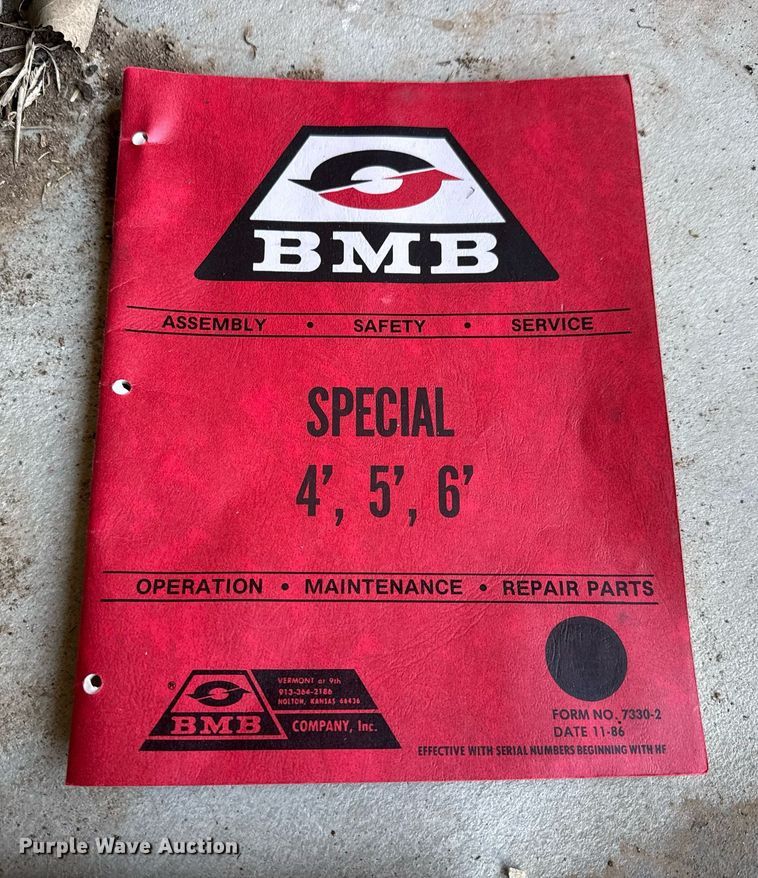 BMB
ASSEMBLY • SAFETY • SERVICE
SPECIAL
4', 5', 6'
OPERATION • MAINTENANCE • REPAIR PARTS
® BMB
VERMONT at 9th
913-364-2186
HOLTON, KANSAS 66436
COMPANY, Inc.
FORM NO. 7330-2
DATE 11-86
EFFECTIVE WITH SERIAL NUMBERS BEGINNING WITH HF
Purple Wave Auction